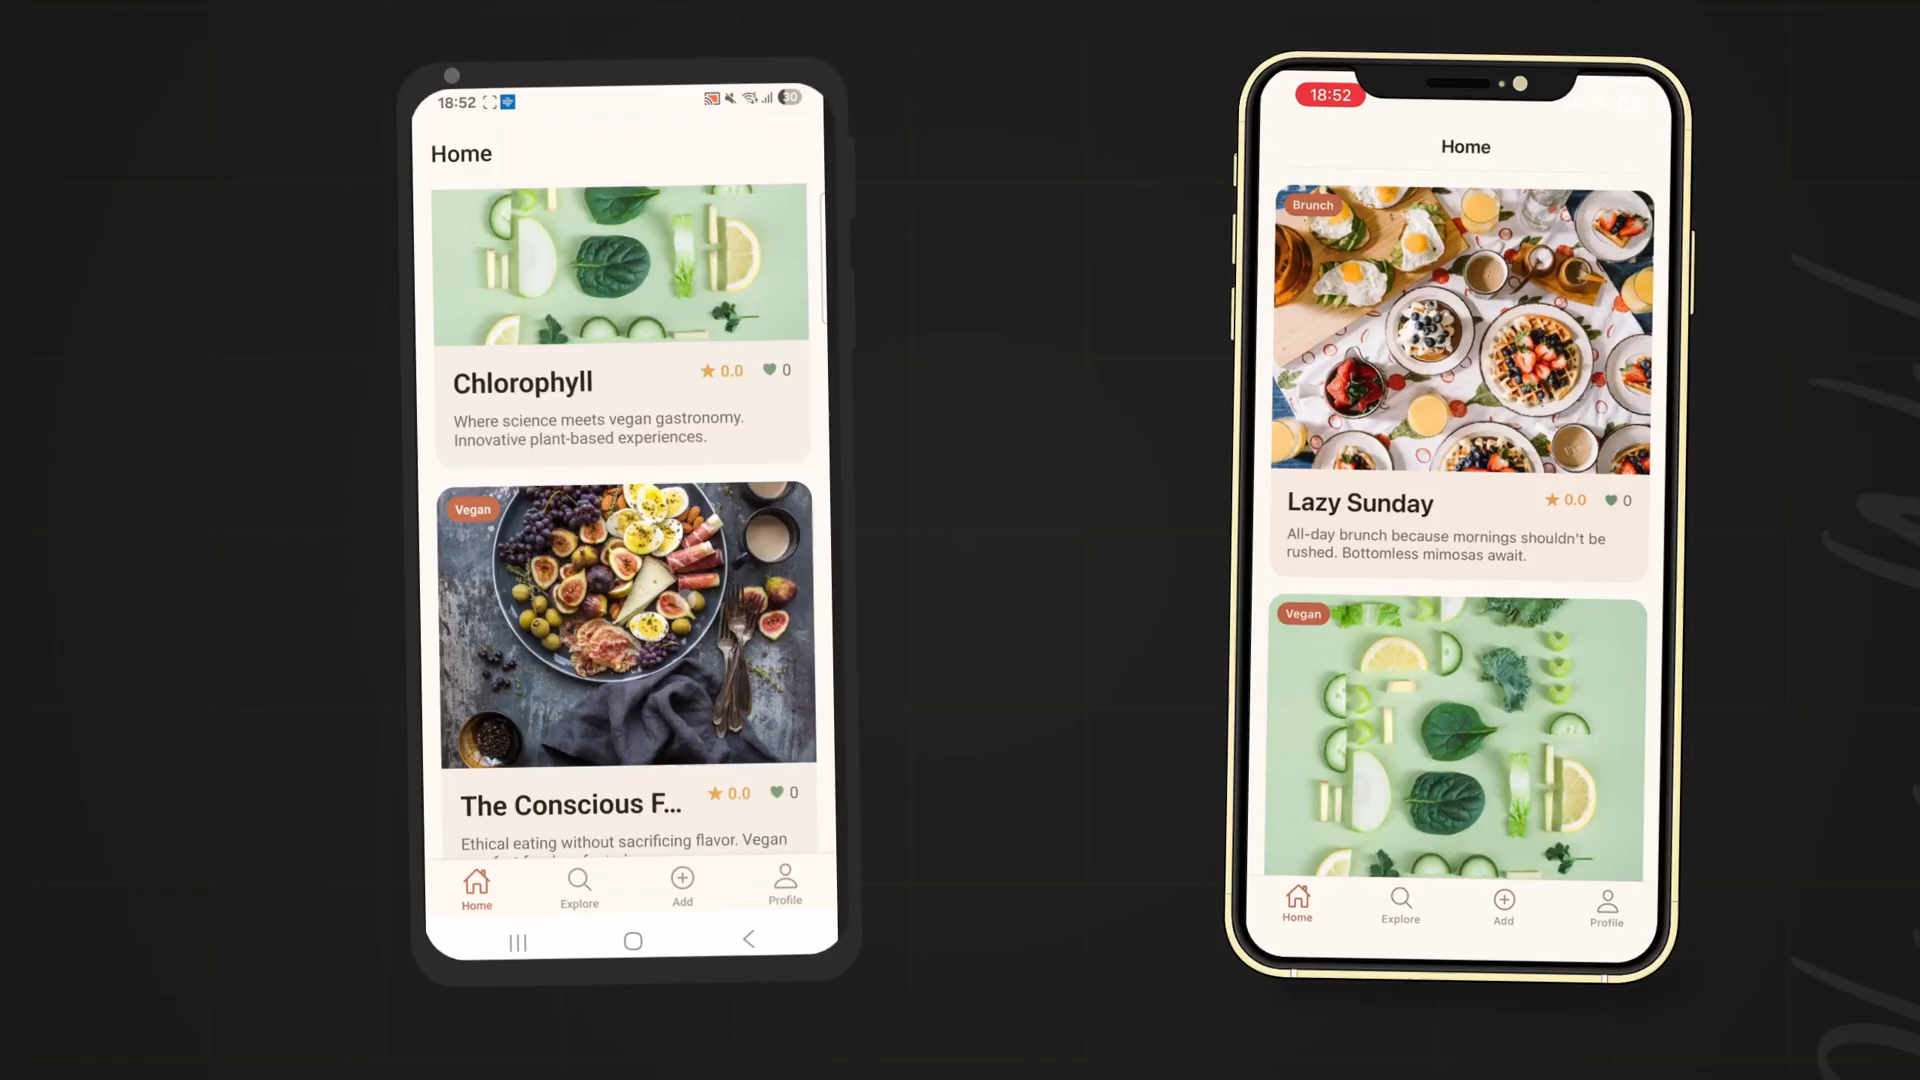 18:52
30
Home
Chlorophyll
★ 0.0
0
Where science meets vegan gastronomy.
Innovative plant-based experiences.
Vegan
The Conscious F...
★ 0.0
0
Ethical eating without sacrificing flavor. Vegan
Home
Explore
Add
Profile
18:52
Home
Brunch
Lazy Sunday
★ 0.0
0
All-day brunch because mornings shouldn't be
rushed. Bottomless mimosas await.
Vegan
Home
Explore
Add
Profile